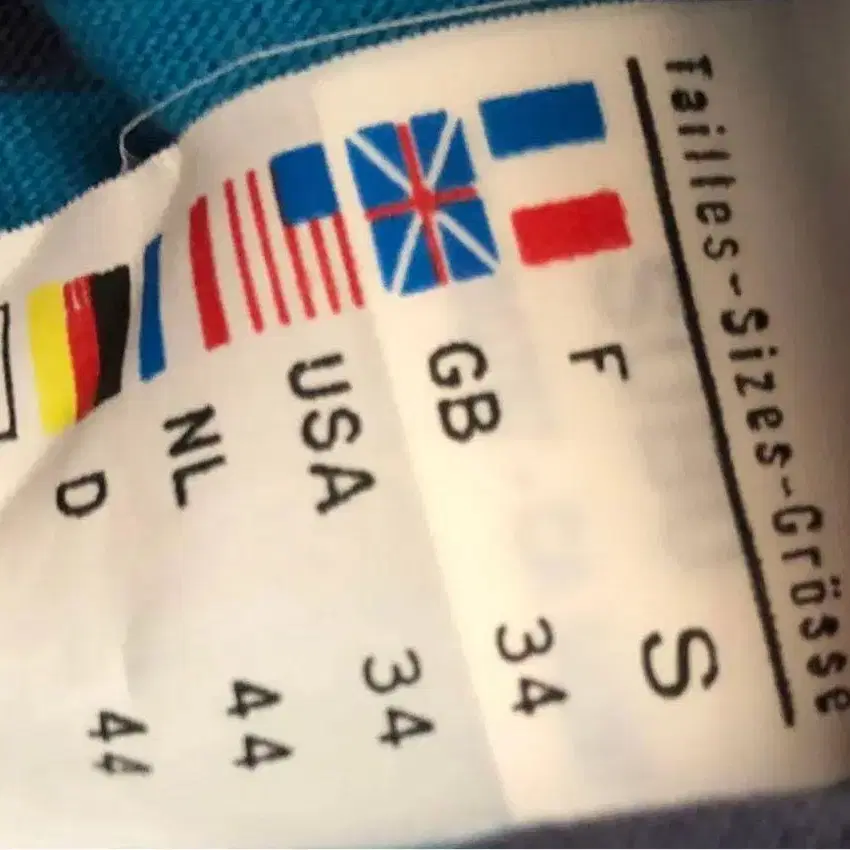 Tailles-Sizes-Grösse
F S
GB 34
USA 34
NL 44
D 44